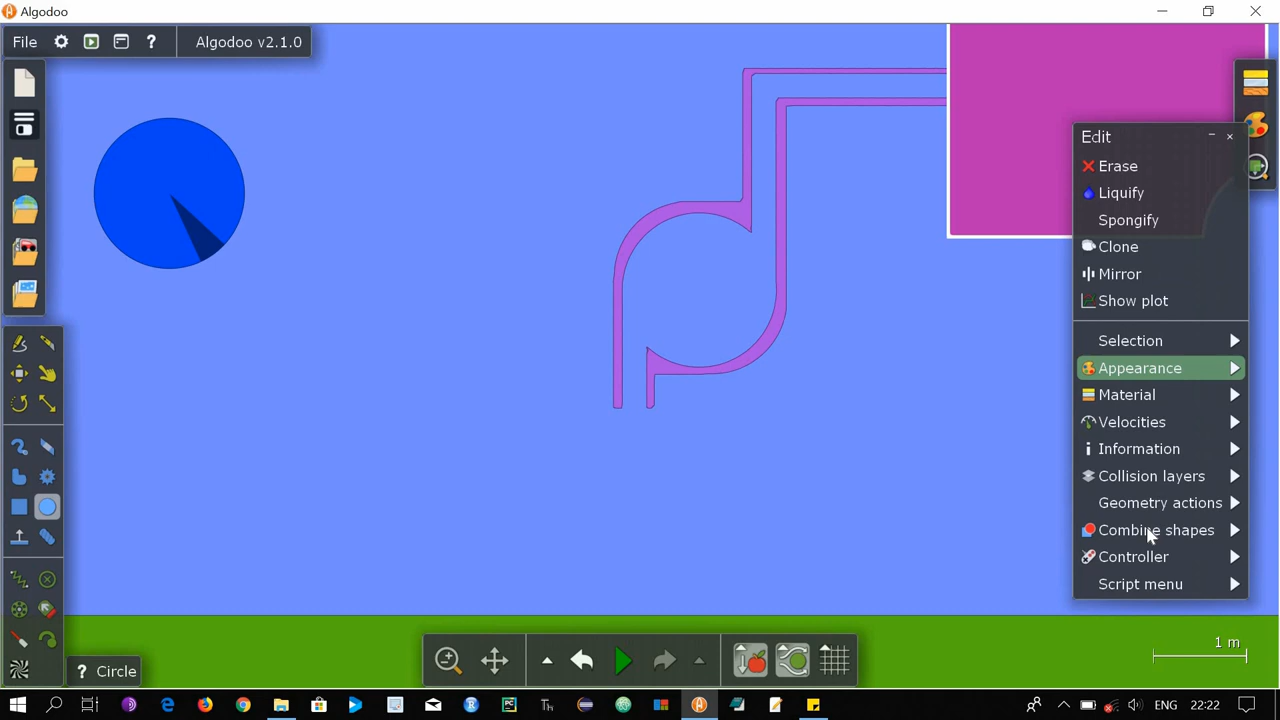 Algodoo
File
?
Algodoo v2.1.0
Edit
Erase
Liquify
Spongify
Clone
Mirror
Show plot
Selection
Appearance
Material
Velocities
Information
Collision layers
Geometry actions
Combine shapes
Controller
Script menu
1 m
? Circle
ENG
22:22